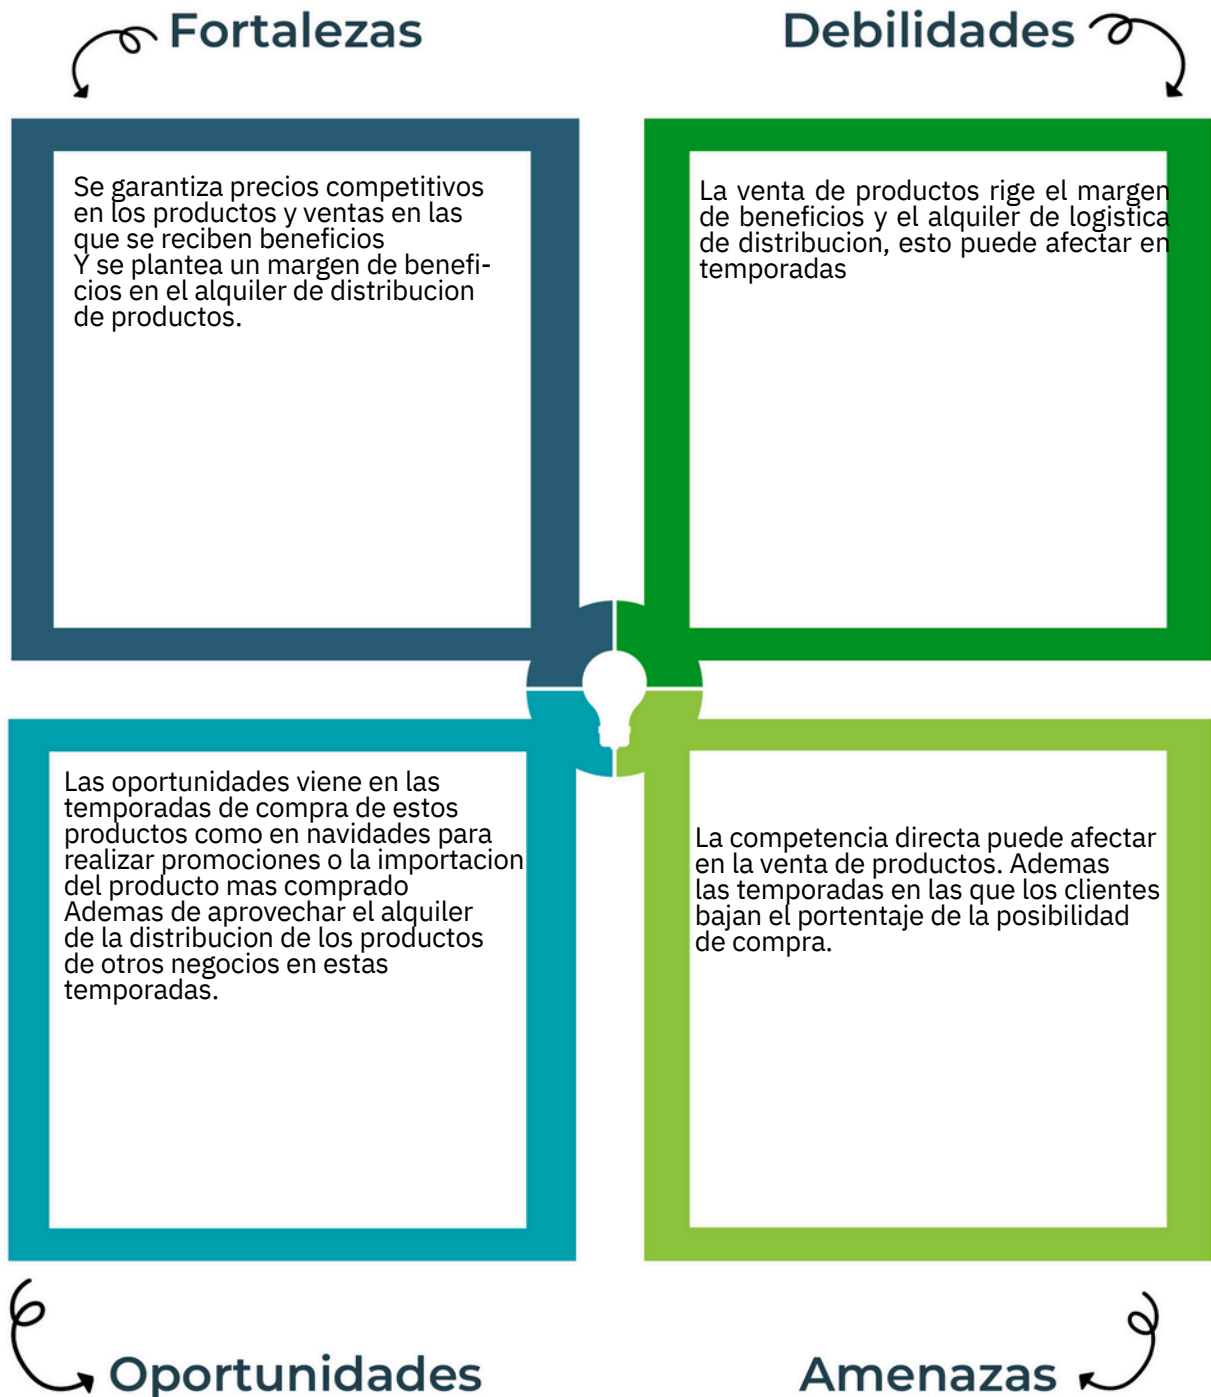 Fortalezas
Debilidades
Se garantiza precios competitivos
en los productos y ventas en las
que se reciben beneficios
Y se plantea un margen de benefi-
cios en el alquiler de distribucion
de productos.
La venta de productos rige el margen
de beneficios y el alquiler de logistica
de distribucion, esto puede afectar en
temporadas
Las oportunidades viene en las
temporadas de compra de estos
productos como en navidades para
realizar promociones o la importacion
del producto mas comprado
Ademas de aprovechar el alquiler
de la distribucion de los productos
de otros negocios en estas
temporadas.
La competencia directa puede afectar
en la venta de productos. Ademas
las temporadas en las que los clientes
bajan el portentaje de la posibilidad
de compra.
Oportunidades
Amenazas